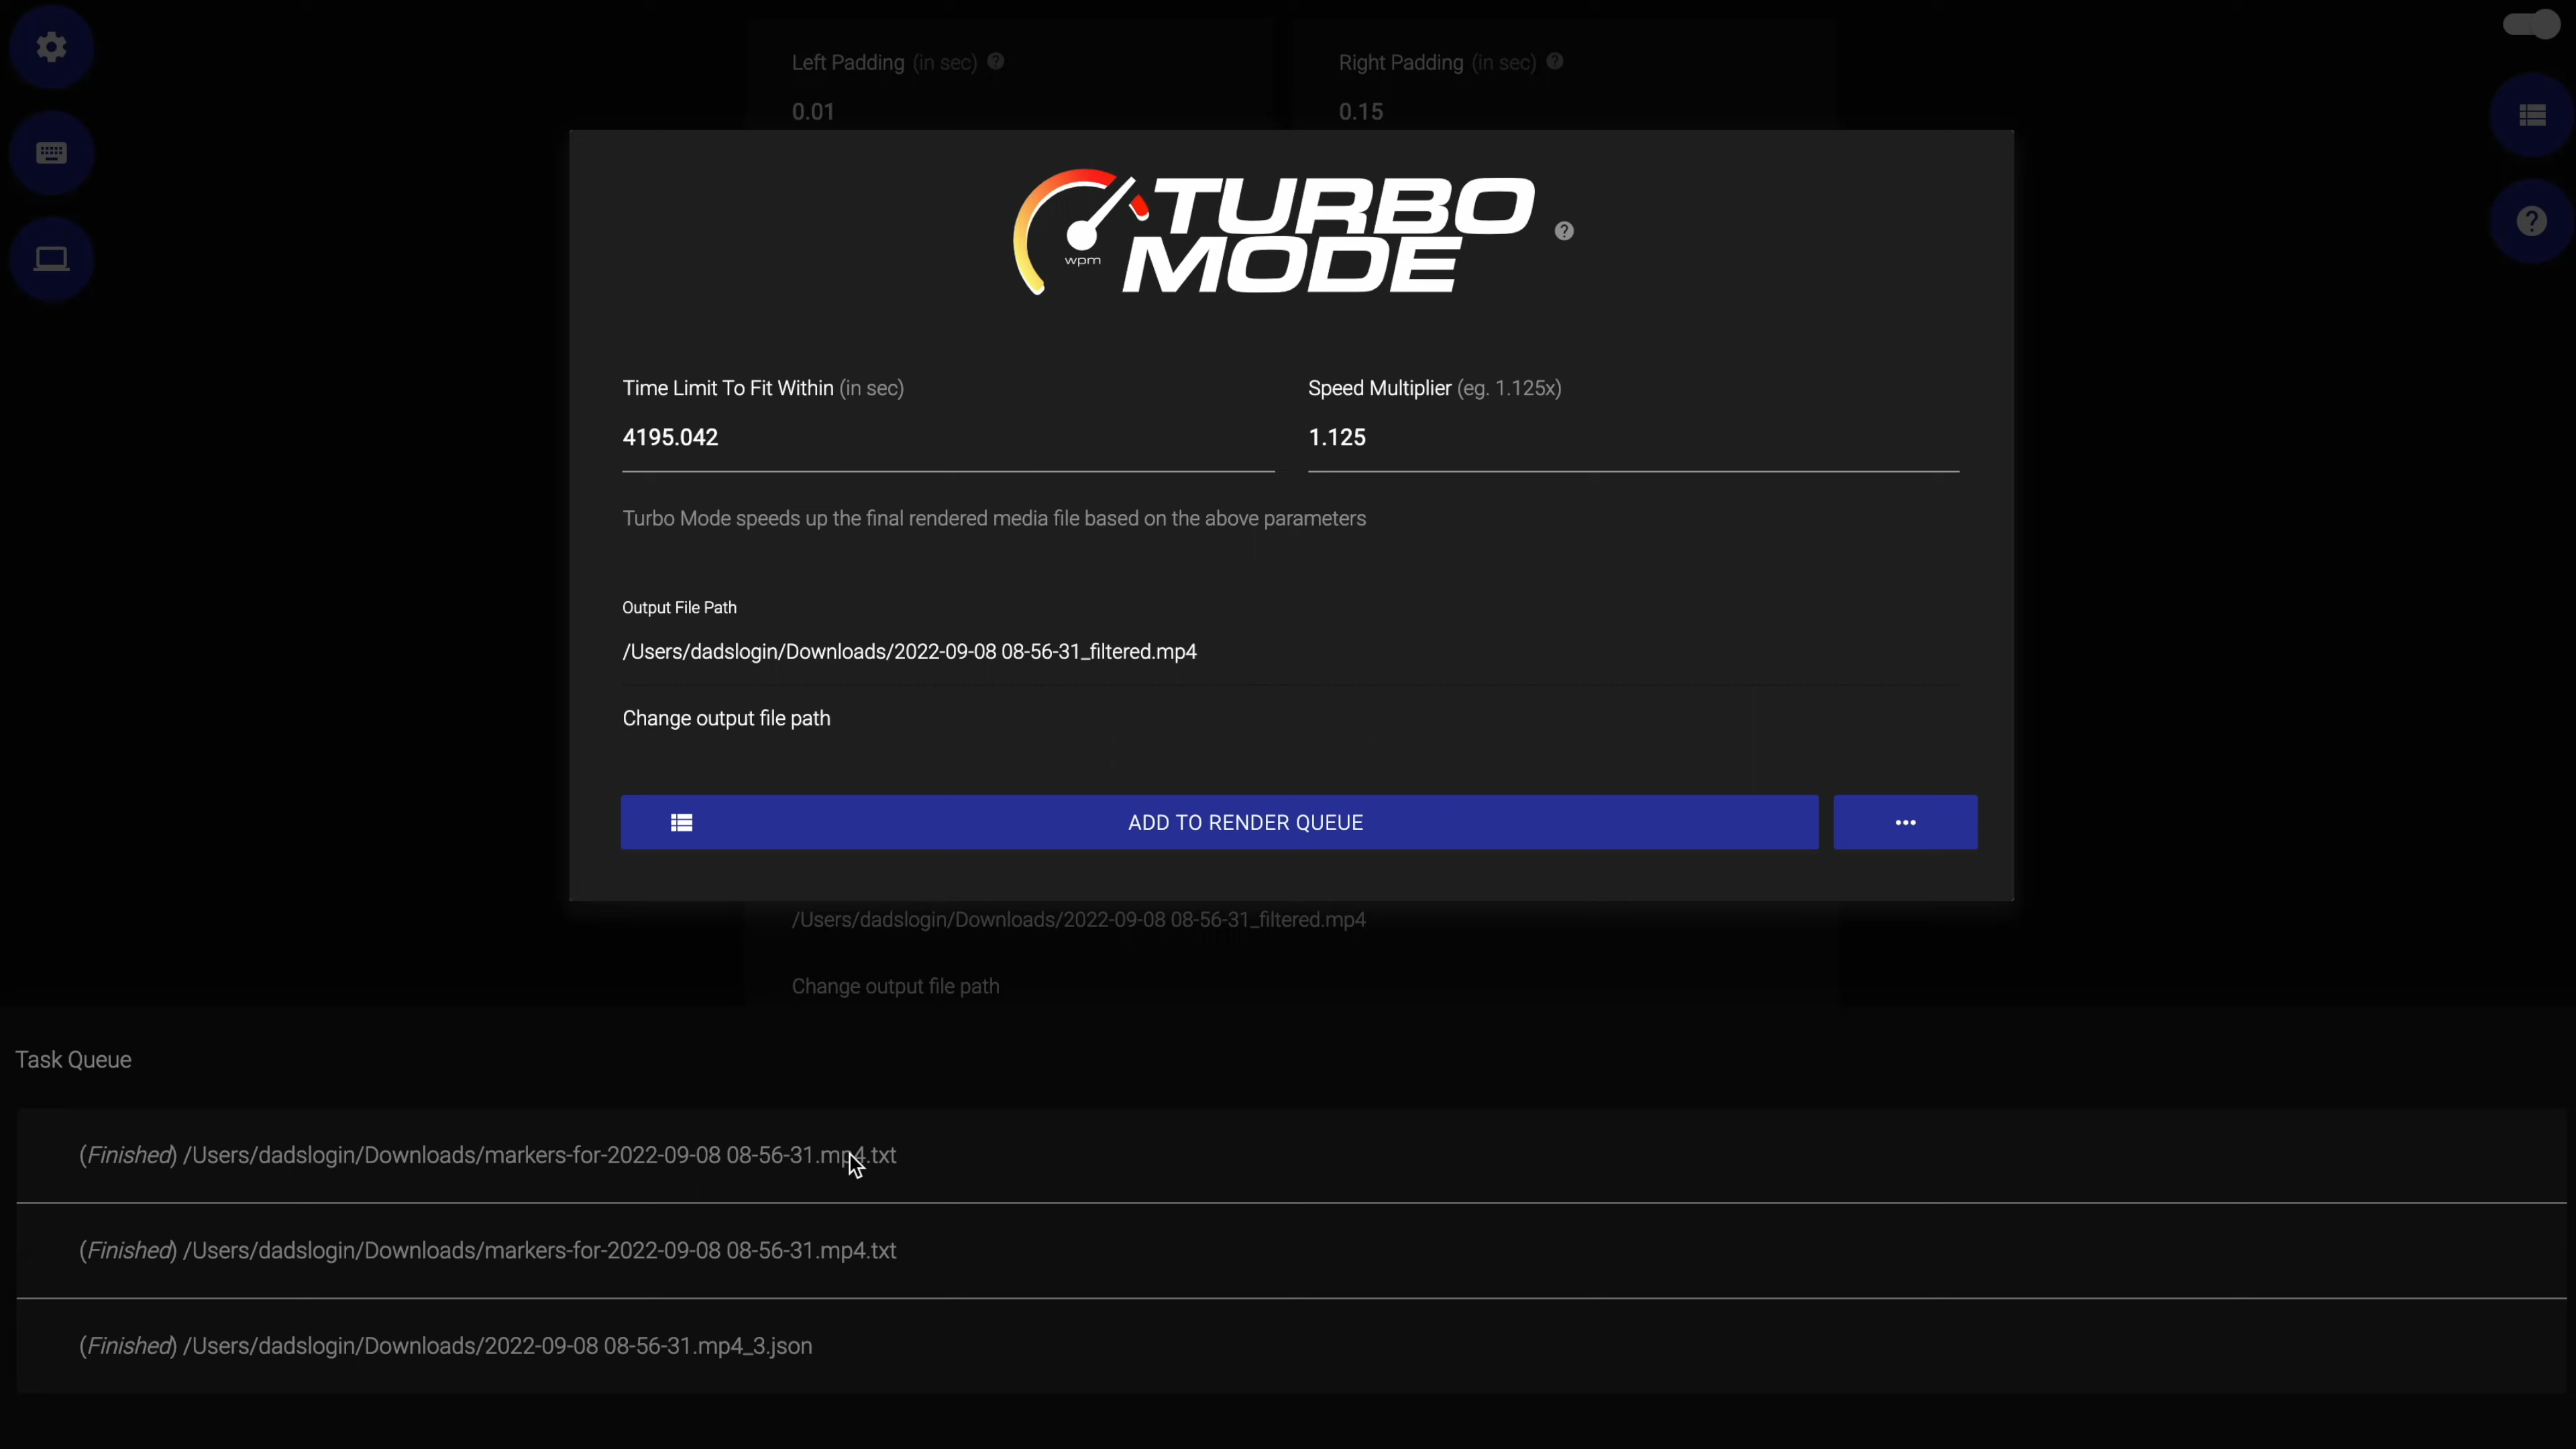 Left Padding (in sec)
Right Padding (in sec)
0.01
0.15
TURBO
MODE
wpm
Time Limit To Fit Within (in sec)
Speed Multiplier (eg. 1.125x)
4195.042
1.125
Turbo Mode speeds up the final rendered media file based on the above parameters
Output File Path
/Users/dadslogin/Downloads/2022-09-08 08-56-31_filtered.mp4
Change output file path
ADD TO RENDER QUEUE
/Users/dadslogin/Downloads/2022-09-08 08-56-31_filtered.mp4
Change output file path
Task Queue
(Finished) /Users/dadslogin/Downloads/markers-for-2022-09-08 08-56-31.mp4.txt
(Finished) /Users/dadslogin/Downloads/markers-for-2022-09-08 08-56-31.mp4.txt
(Finished) /Users/dadslogin/Downloads/2022-09-08 08-56-31.mp4_3.json